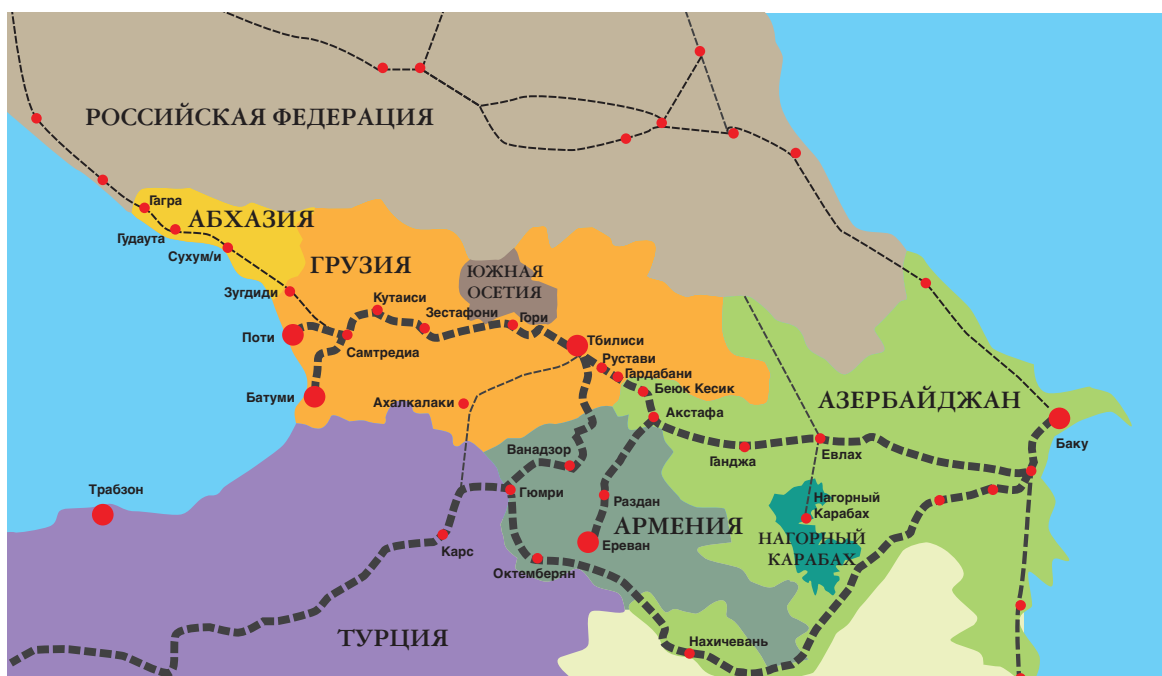 РОССИЙСКАЯ ФЕДЕРАЦИЯ
Гагра
АБХАЗИЯ
Гудаута
Сухум/и
ГРУЗИЯ
ЮЖНАЯ
ОСЕТИЯ
Зугдиди
Кутаиси
Зестафони
Гори
Поти
Самтредиа
Тбилиси
Рустави
Гардабани
Беюк Кесик
Батуми
Ахалкалаки
АЗЕРБАЙДЖАН
Акстафа
Баку
Ванадзор
Ганджа
Евлах
Трабзон
Гюмри
Раздан
Нагорный
Карабах
АРМЕНИЯ
НАГОРНЫЙ
КАРАБАХ
Карс
Ереван
Октемберян
ТУРЦИЯ
Нахичевань